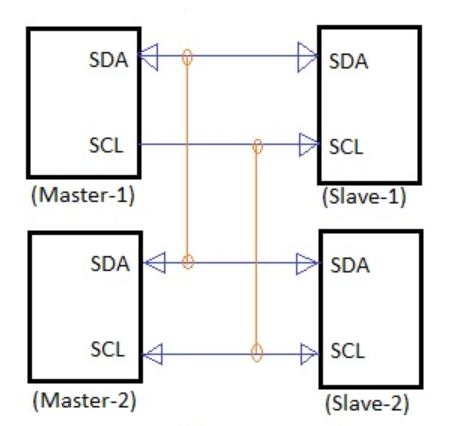 SDA SDA
SCL SCL
(Master-1) (Slave-1)
SDA SDA
SCL SCL
(Master-2) (Slave-2)